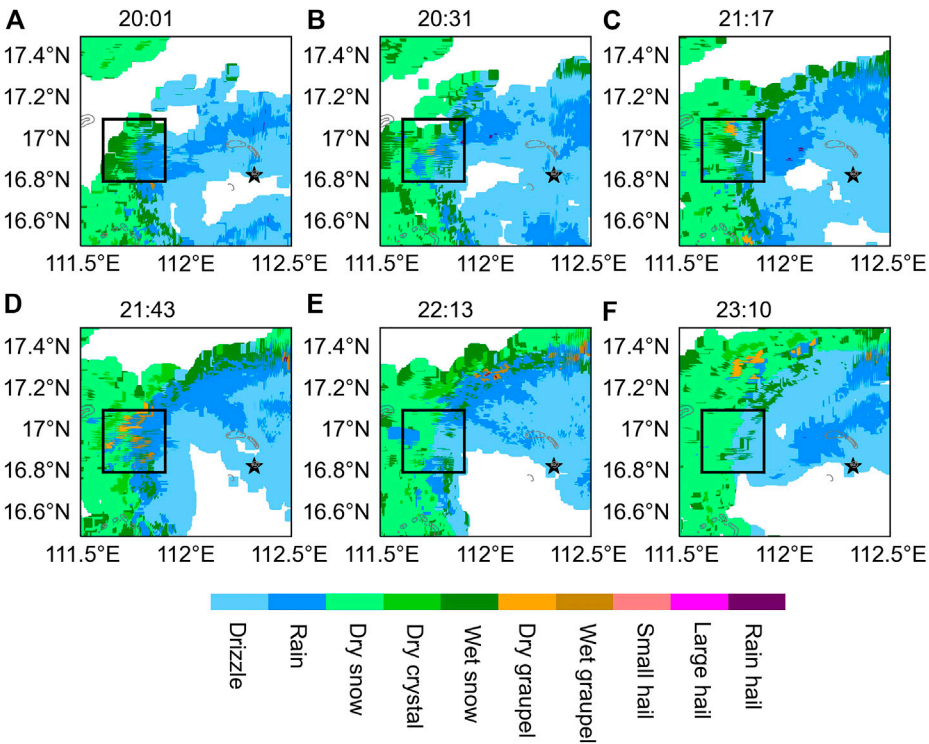 A 20:01 B 20:31 C 21:17
17.4°N 17.4°N 17.4°N
17.2°N 17.2°N 17.2°N
17°N 17°N 17°N
16.8°N 16.8°N 16.8°N
16.6°N 16.6°N 16.6°N
111.5°E 112°E 112.5°E 111.5°E 112°E 112.5°E 111.5°E 112°E 112.5°E
D 21:43 E 22:13 F 23:10
17.4°N 17.4°N 17.4°N
17.2°N 17.2°N 17.2°N
17°N 17°N 17°N
16.8°N 16.8°N 16.8°N
16.6°N 16.6°N 16.6°N
111.5°E 112°E 112.5°E 111.5°E 112°E 112.5°E 111.5°E 112°E 112.5°E
Drizzle
Rain
Dry snow
Dry crystal
Wet snow
Dry graupel
Wet graupel
Small hail
Large hail
Rain hail